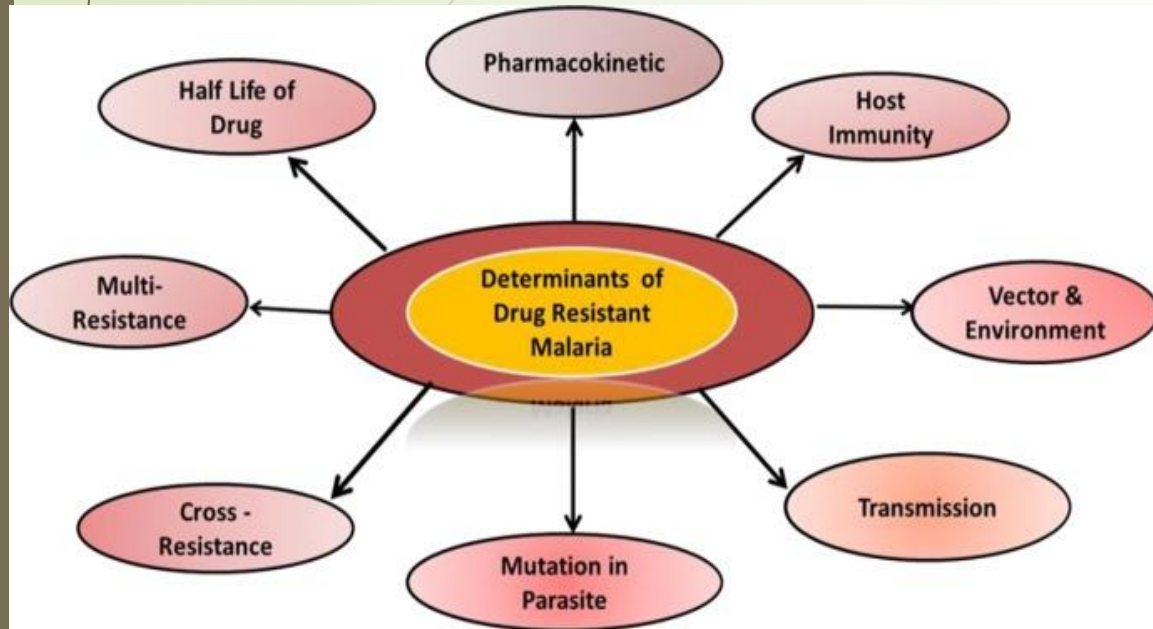 Pharmacokinetic
Half Life of
Drug
Host
Immunity
Determinants of
Drug Resistant
Malaria
Multi-
Resistance
Vector &
Environment
Cross -
Resistance
Transmission
Mutation in
Parasite